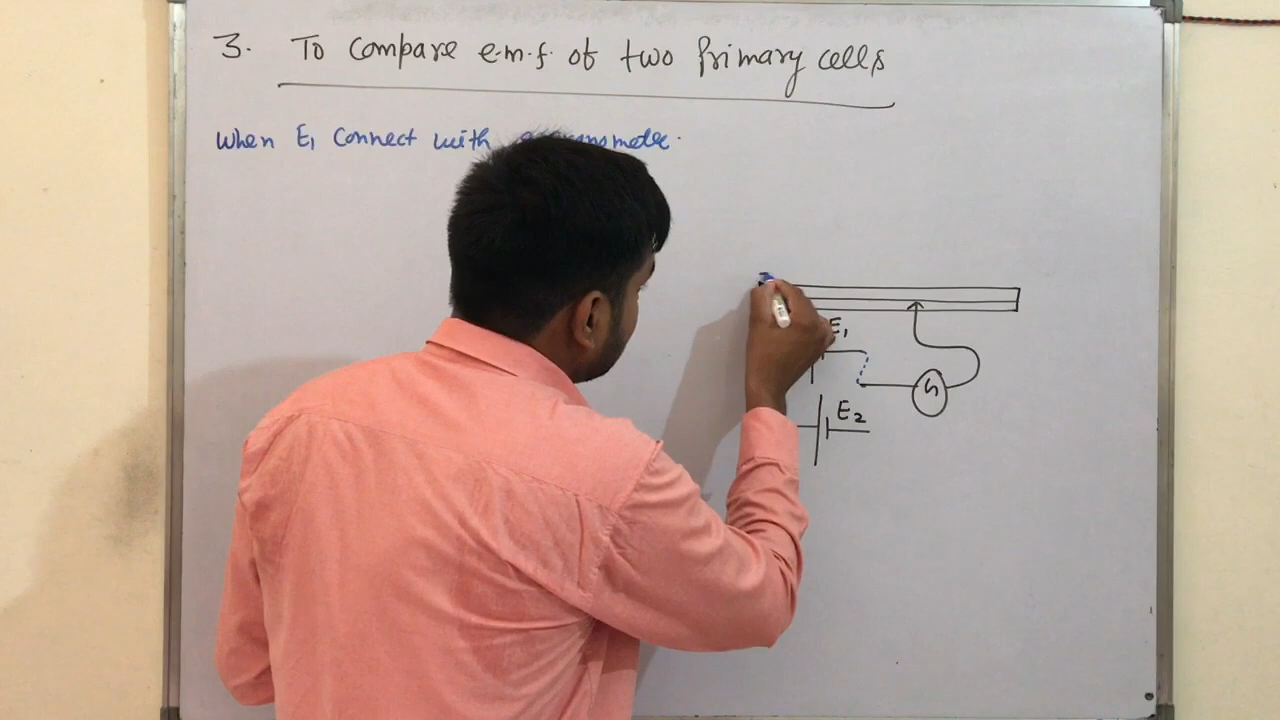 3. To Compare e.m.f. of two Primary cells
When E1 Connect with
E1
G
E2